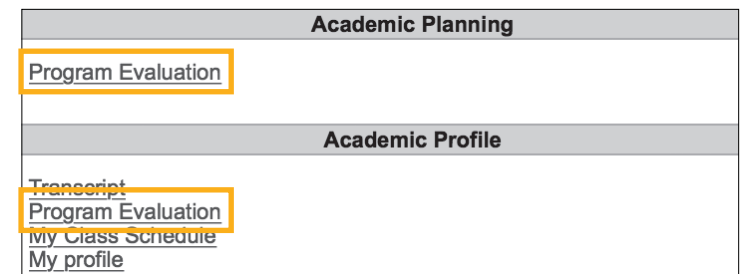 Academic Planning
Program Evaluation
Academic Profile
Transcript
Program Evaluation
My Class Schedule
My profile